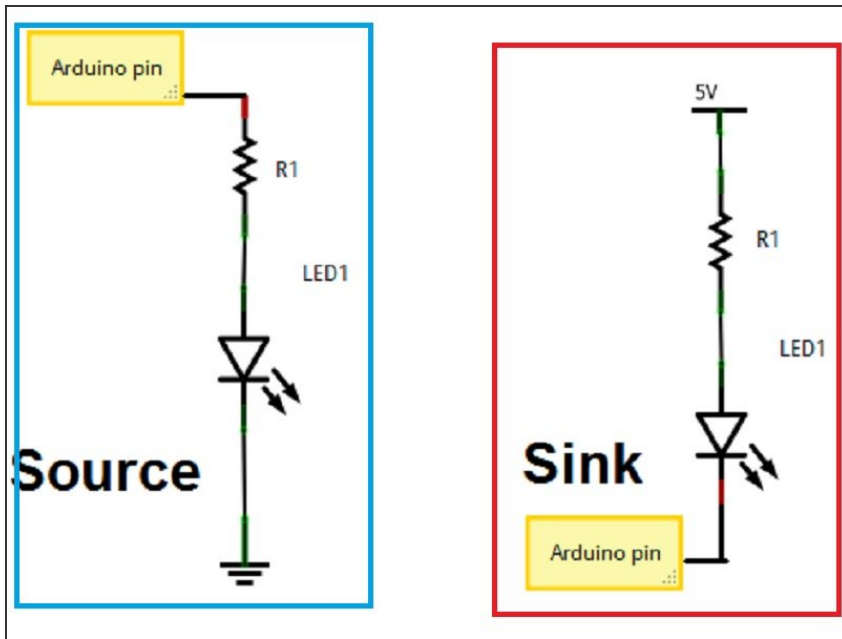 Arduino pin
R1
LED1
Source
5V
R1
LED1
Sink
Arduino pin